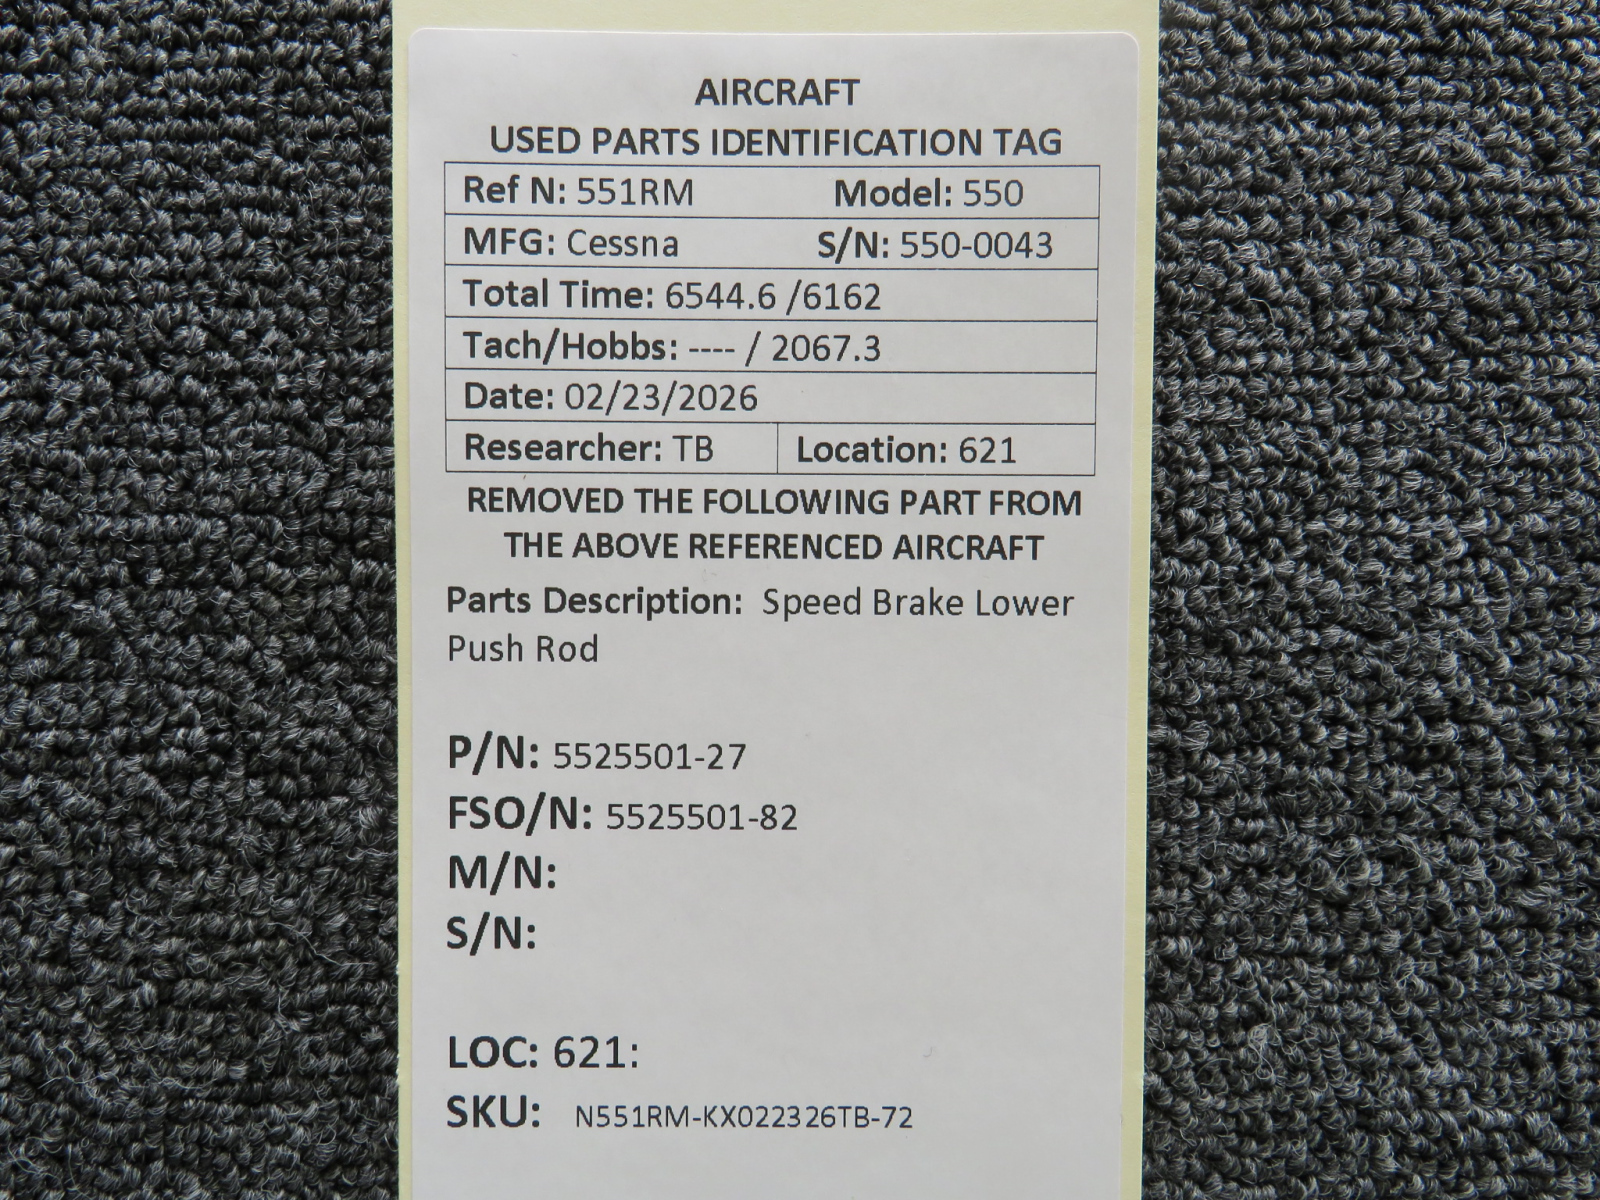 AIRCRAFT
USED PARTS IDENTIFICATION TAG
Ref N: 551RM Model: 550
MFG: Cessna S/N: 550-0043
Total Time: 6544.6 /6162
Tach/Hobbs: ---- / 2067.3
Date: 02/23/2026
Researcher: TB Location: 621
REMOVED THE FOLLOWING PART FROM
THE ABOVE REFERENCED AIRCRAFT
Parts Description: Speed Brake Lower
Push Rod
P/N: 5525501-27
FSO/N: 5525501-82
M/N:
S/N:
LOC: 621:
SKU: N551RM-KX022326TB-72